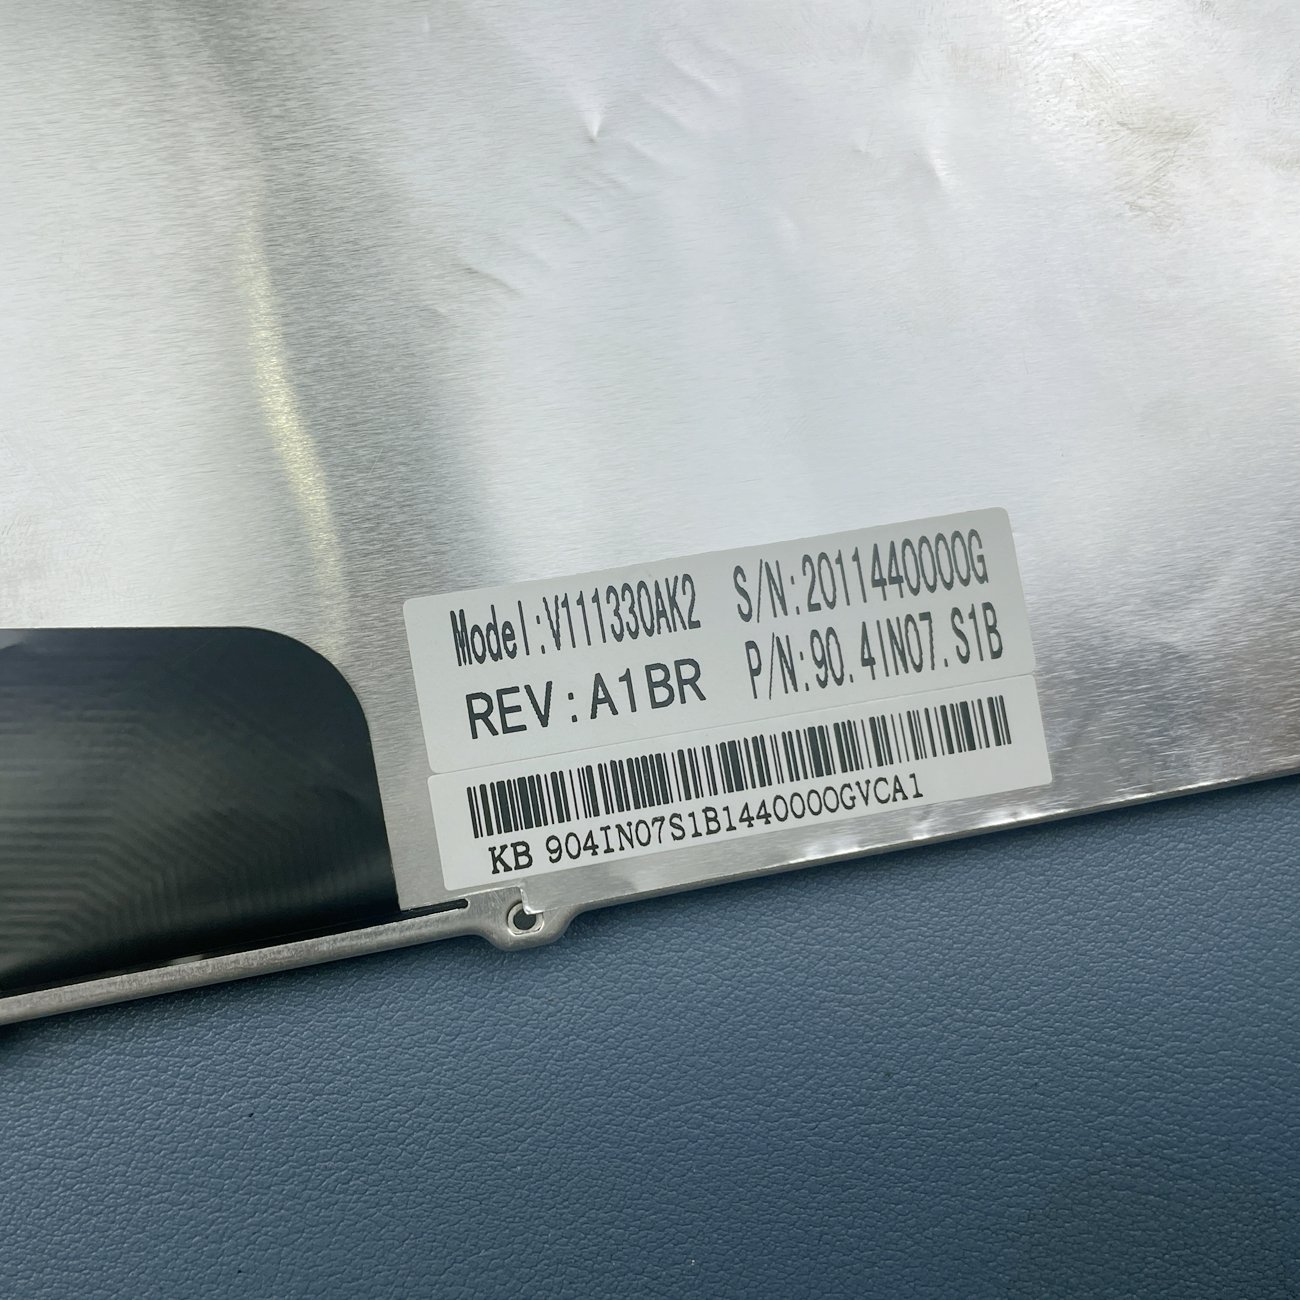 Model:V111330AK2 S/N:2011440000G
REV:A1BR P/N:90.4IN07.S1B
KB 904IN07S1B1440000GVCA1